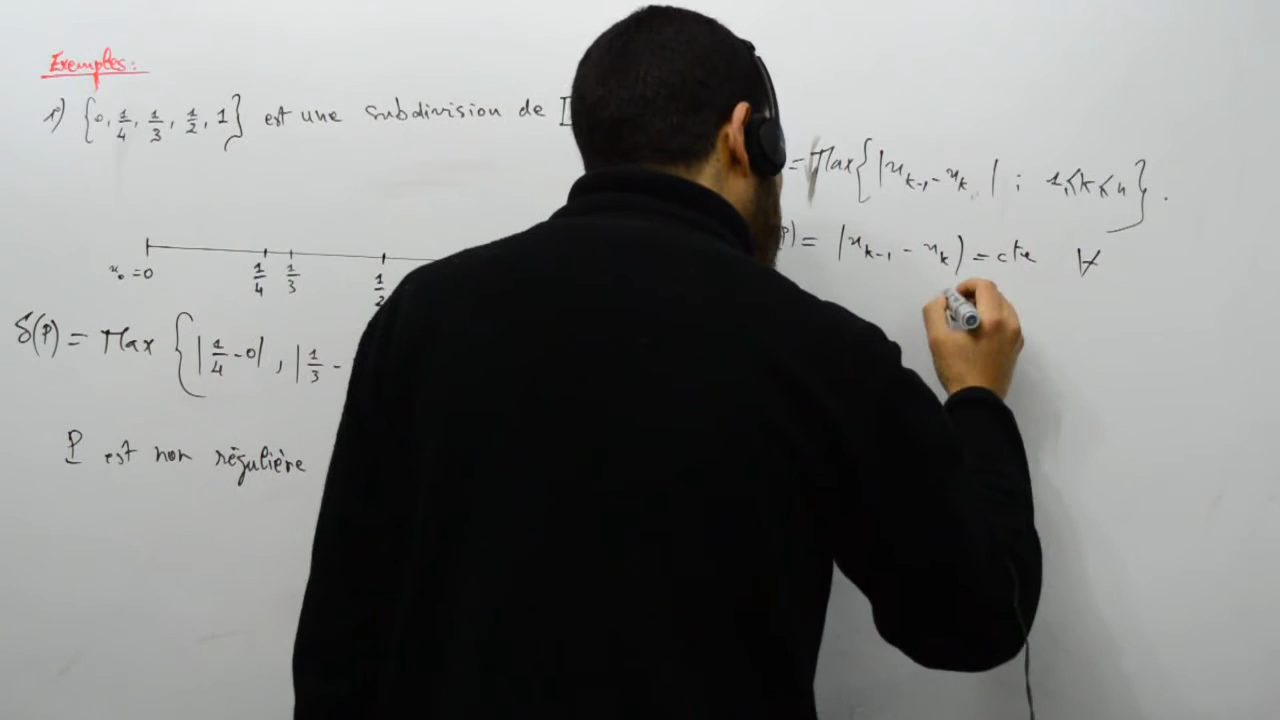 Exemples:
1) {0, 1/4, 1/3, 1/2, 1} est une subdivision de [
= Max{|x_{k-1} - x_k| ; 1 ≤ k ≤ n}.
P) = |x_{k-1} - x_k| = cte ∀
x_0 = 0 1/4 1/3 1/2
δ(P) = Max {|1/4 - 0|, |1/3 -
P est non régulière